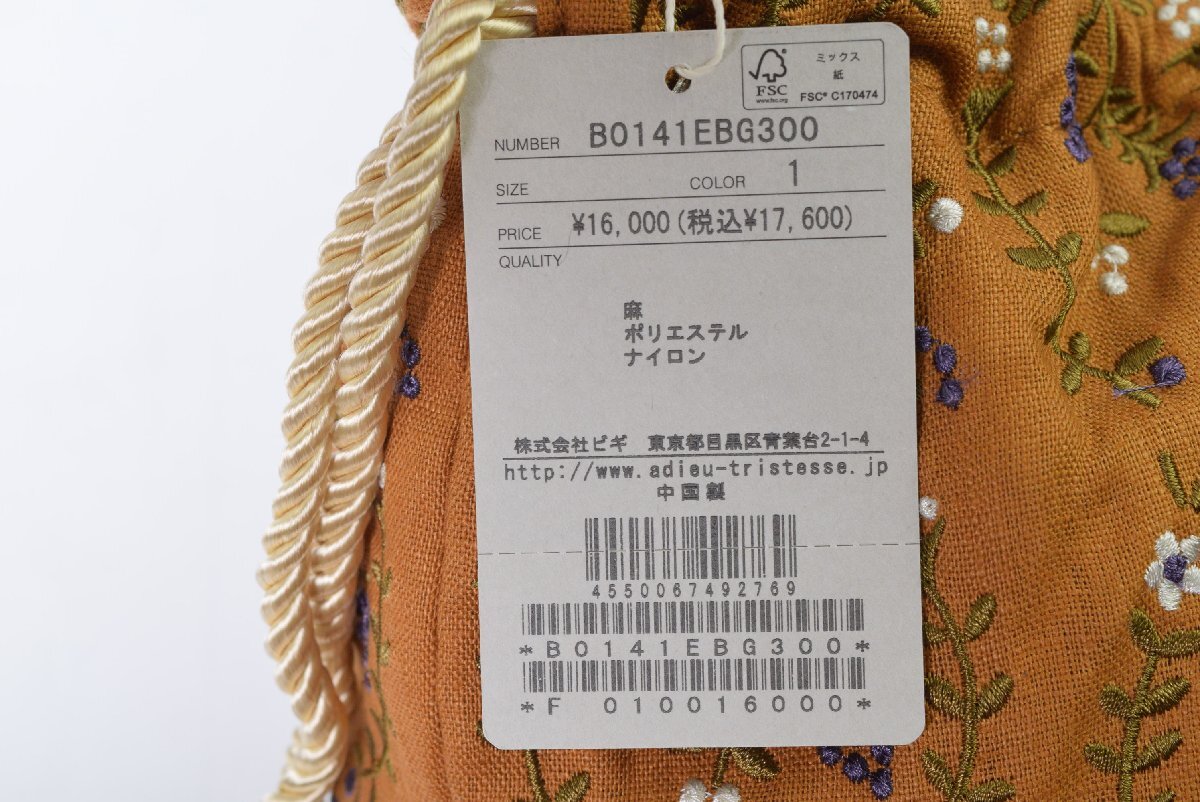 FSC
www.fsc.org
ミックス
紙
FSC® C170474
NUMBER B0141EBG300
SIZE COLOR 1
PRICE ¥16,000(税込¥17,600)
QUALITY
麻
ポリエステル
ナイロン
株式会社ビギ 東京都目黒区青葉台2-1-4
http://www.adieu-tristesse.jp
中国製
4550067492769
*B0141EBG300*
*F 010016000*